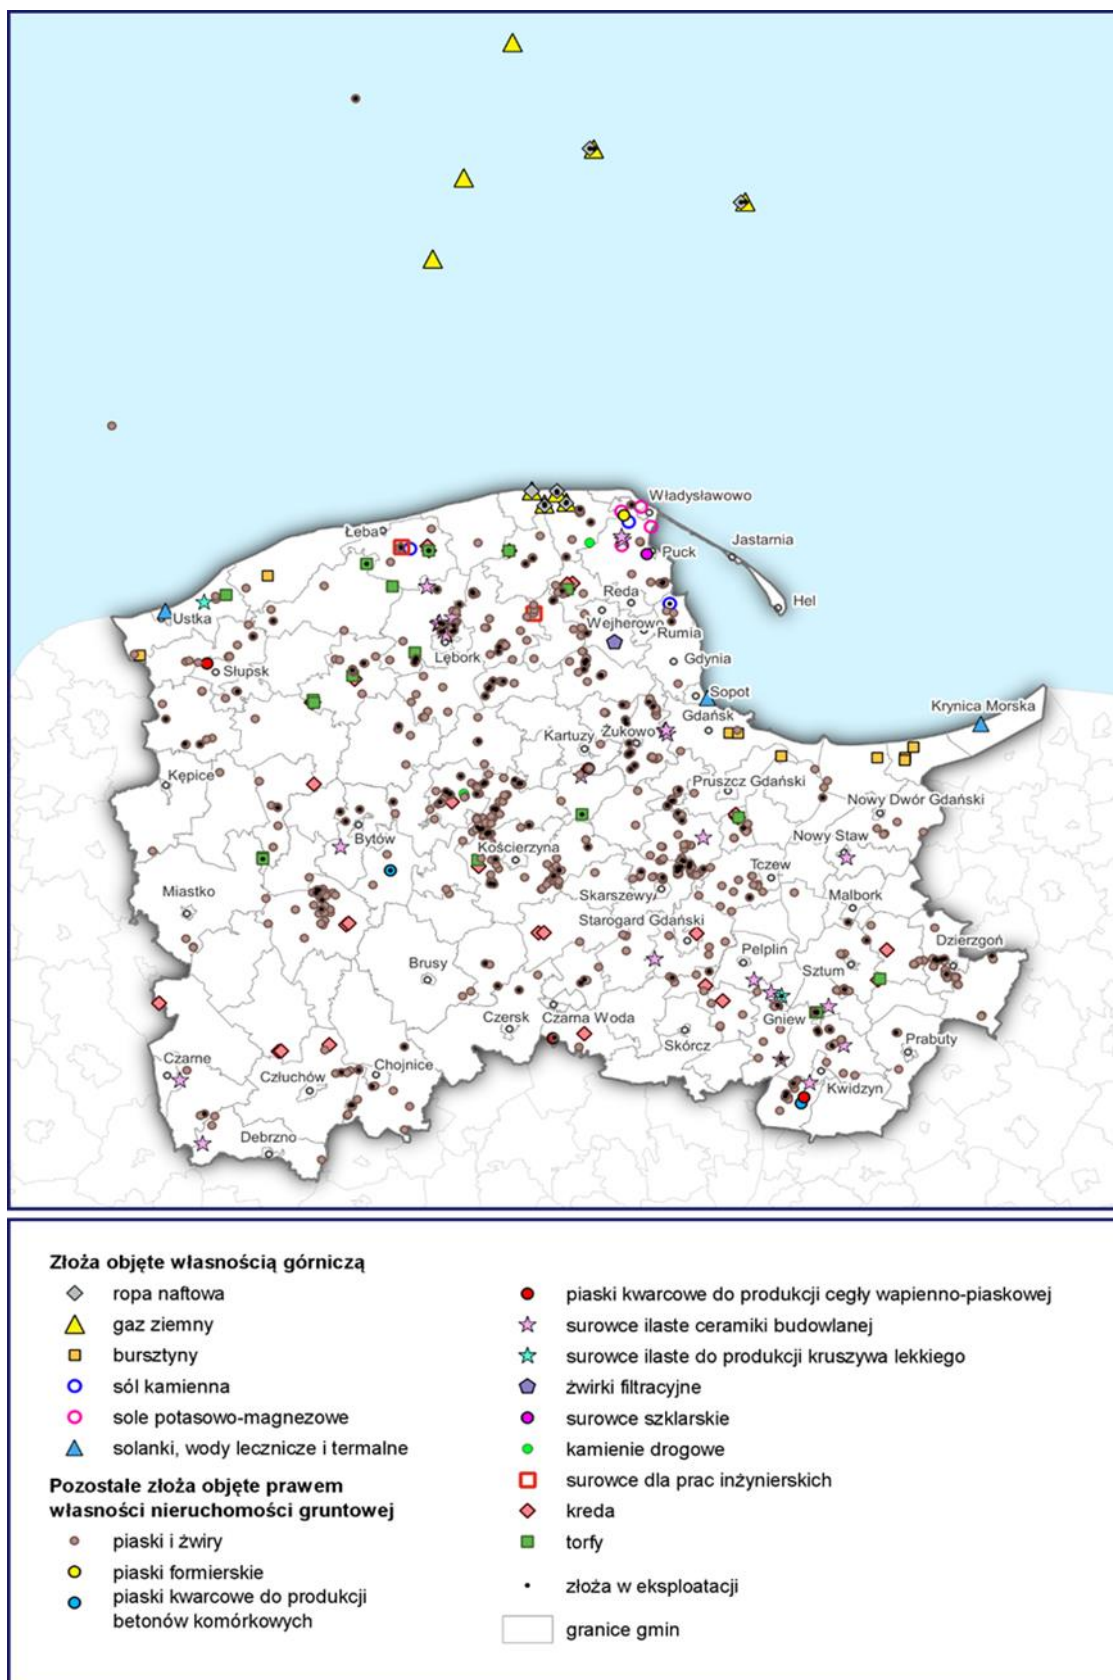 Władysławowo
Łeba
Jastarnia
Puck
Hel
Reda
Ustka
Wejherowo
Rumia
Lębork
Gdynia
Słupsk
Sopot
Krynica Morska
Gdańsk
Kartuzy
Żukowo
Kępice
Pruszcz Gdański
Nowy Dwór Gdański
Bytów
Nowy Staw
Kościerzyna
Tczew
Miastko
Skarszewy
Malbork
Starogard Gdański
Pelplin
Dzierzgoń
Brusy
Sztum
Czersk
Czarna Woda
Gniew
Skórcz
Prabuty
Czarne
Człuchów
Chojnice
Kwidzyn
Debrzno
Złoża objęte własnością górniczą
ropa naftowa
gaz ziemny
bursztyny
sól kamienna
sole potasowo-magnezowe
solanki, wody lecznicze i termalne
Pozostałe złoża objęte prawem
własności nieruchomości gruntowej
piaski i żwiry
piaski formierskie
piaski kwarcowe do produkcji
betonów komórkowych
piaski kwarcowe do produkcji cegły wapienno-piaskowej
surowce ilaste ceramiki budowlanej
surowce ilaste do produkcji kruszywa lekkiego
żwirki filtracyjne
surowce szklarskie
kamienie drogowe
surowce dla prac inżynierskich
kreda
torfy
złoża w eksploatacji
granice gmin